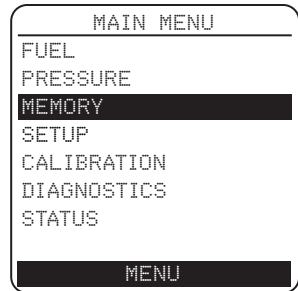 MAIN MENU
FUEL
PRESSURE
MEMORY
SETUP
CALIBRATION
DIAGNOSTICS
STATUS
MENU